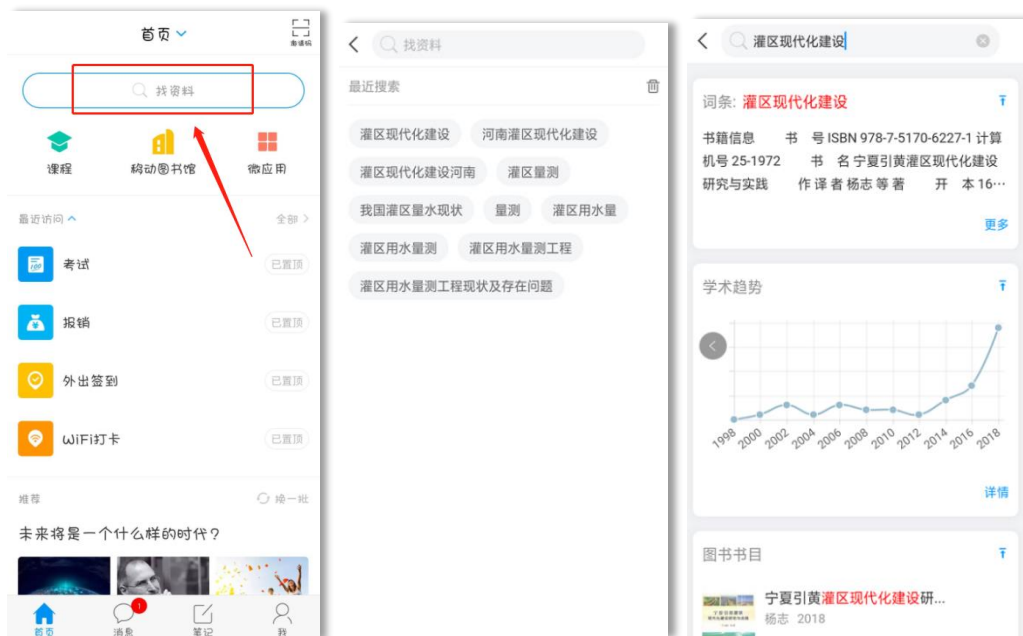 首页
邀请码
找资料
课程
移动图书馆
微应用
最近访问
全部
考试
已置顶
报销
已置顶
外出签到
已置顶
WiFi打卡
已置顶
推荐
换一批
未来将是一个什么样的时代?
首页
消息
1
笔记
我
找资料
最近搜索
灌区现代化建设 河南灌区现代化建设
灌区现代化建设河南 灌区量测
我国灌区量水现状 量测 灌区用水量
灌区用水量测 灌区用水量测工程
灌区用水量测工程现状及存在问题
灌区现代化建设
词条: 灌区现代化建设
书籍信息 书 号 ISBN 978-7-5170-6227-1 计算
机号 25-1972 书 名 宁夏引黄灌区现代化建设
研究与实践 作 译 者 杨志 等 著 开 本 16…
更多
学术趋势
1998 2000 2002 2004 2006 2008 2010 2012 2014 2016 2018
详情
图书书目
宁夏引黄灌区现代化建设研...
杨志 2018